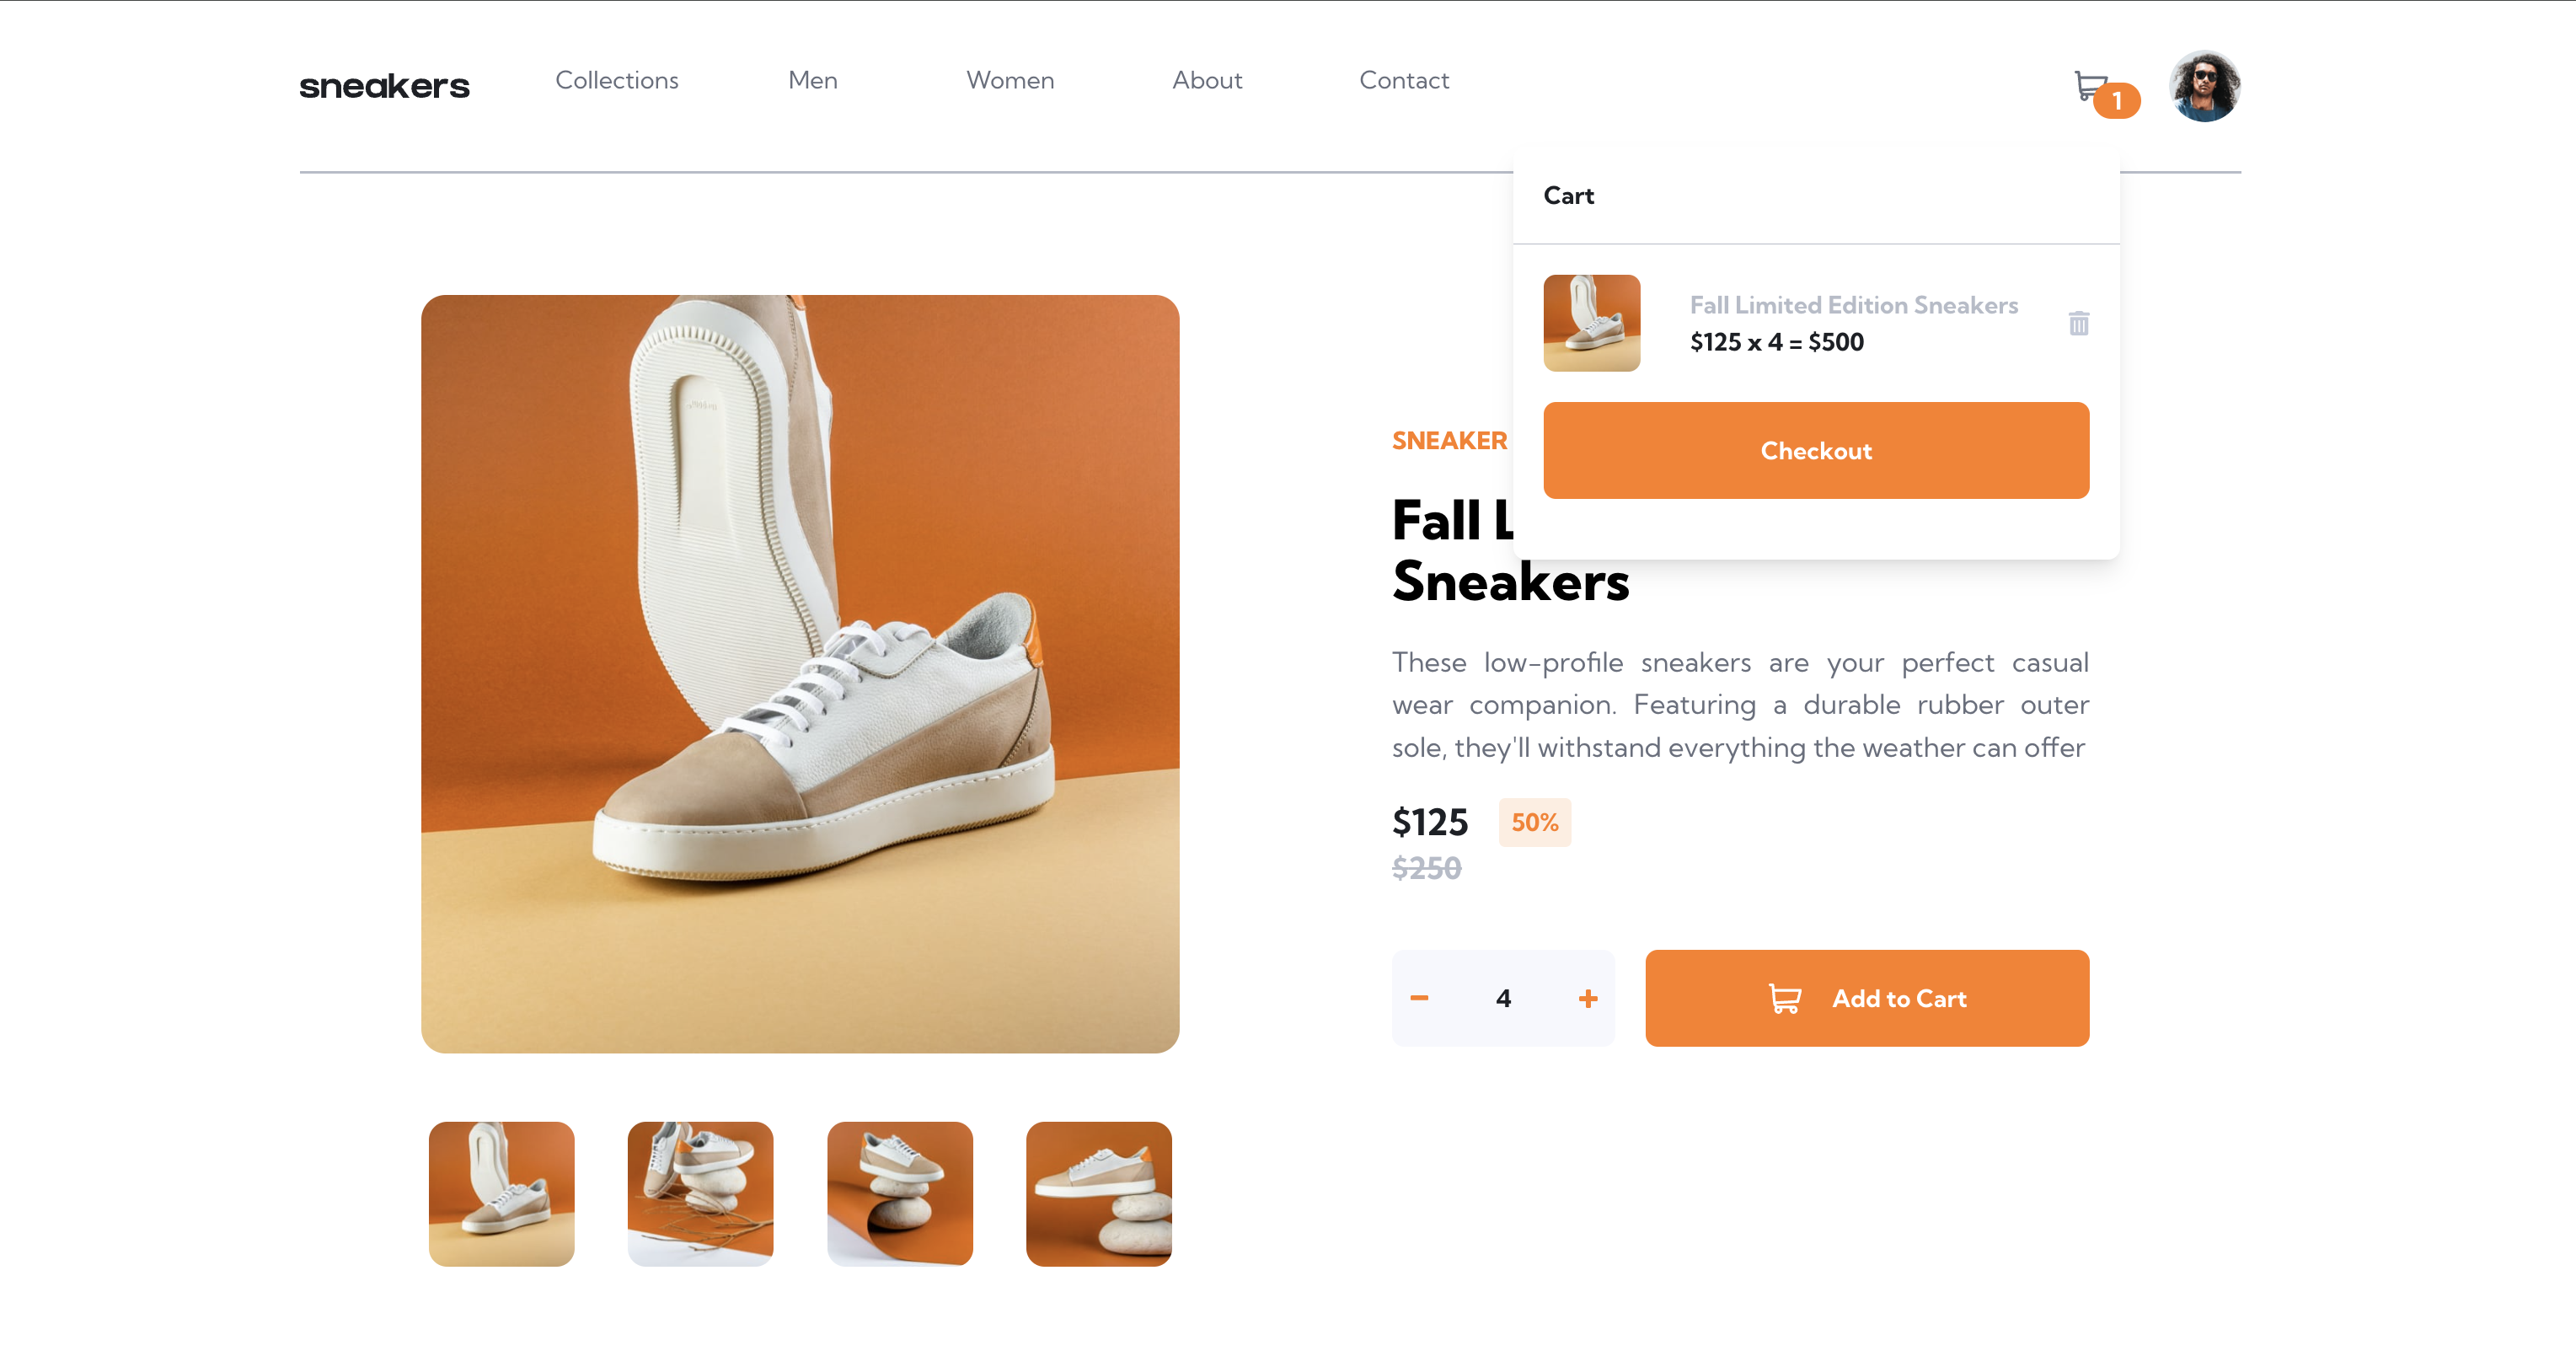 sneakers
Collections
Men
Women
About
Contact
1
Cart
Fall Limited Edition Sneakers
$125 x 4 = $500
Checkout
SNEAKER
Fall L
Sneakers
These low-profile sneakers are your perfect casual
wear companion. Featuring a durable rubber outer
sole, they'll withstand everything the weather can offer
$125
50%
$250
4
Add to Cart